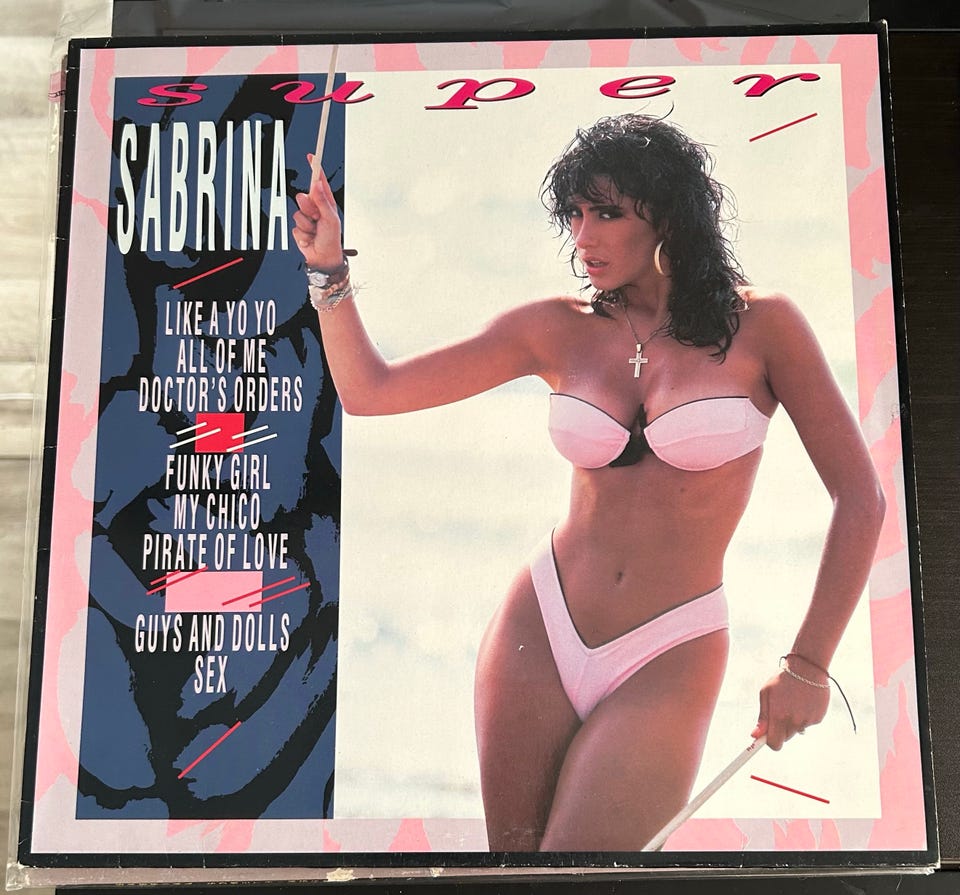 super
SABRINA
LIKE A YO YO
ALL OF ME
DOCTOR'S ORDERS
FUNKY GIRL
MY CHICO
PIRATE OF LOVE
GUYS AND DOLLS
SEX